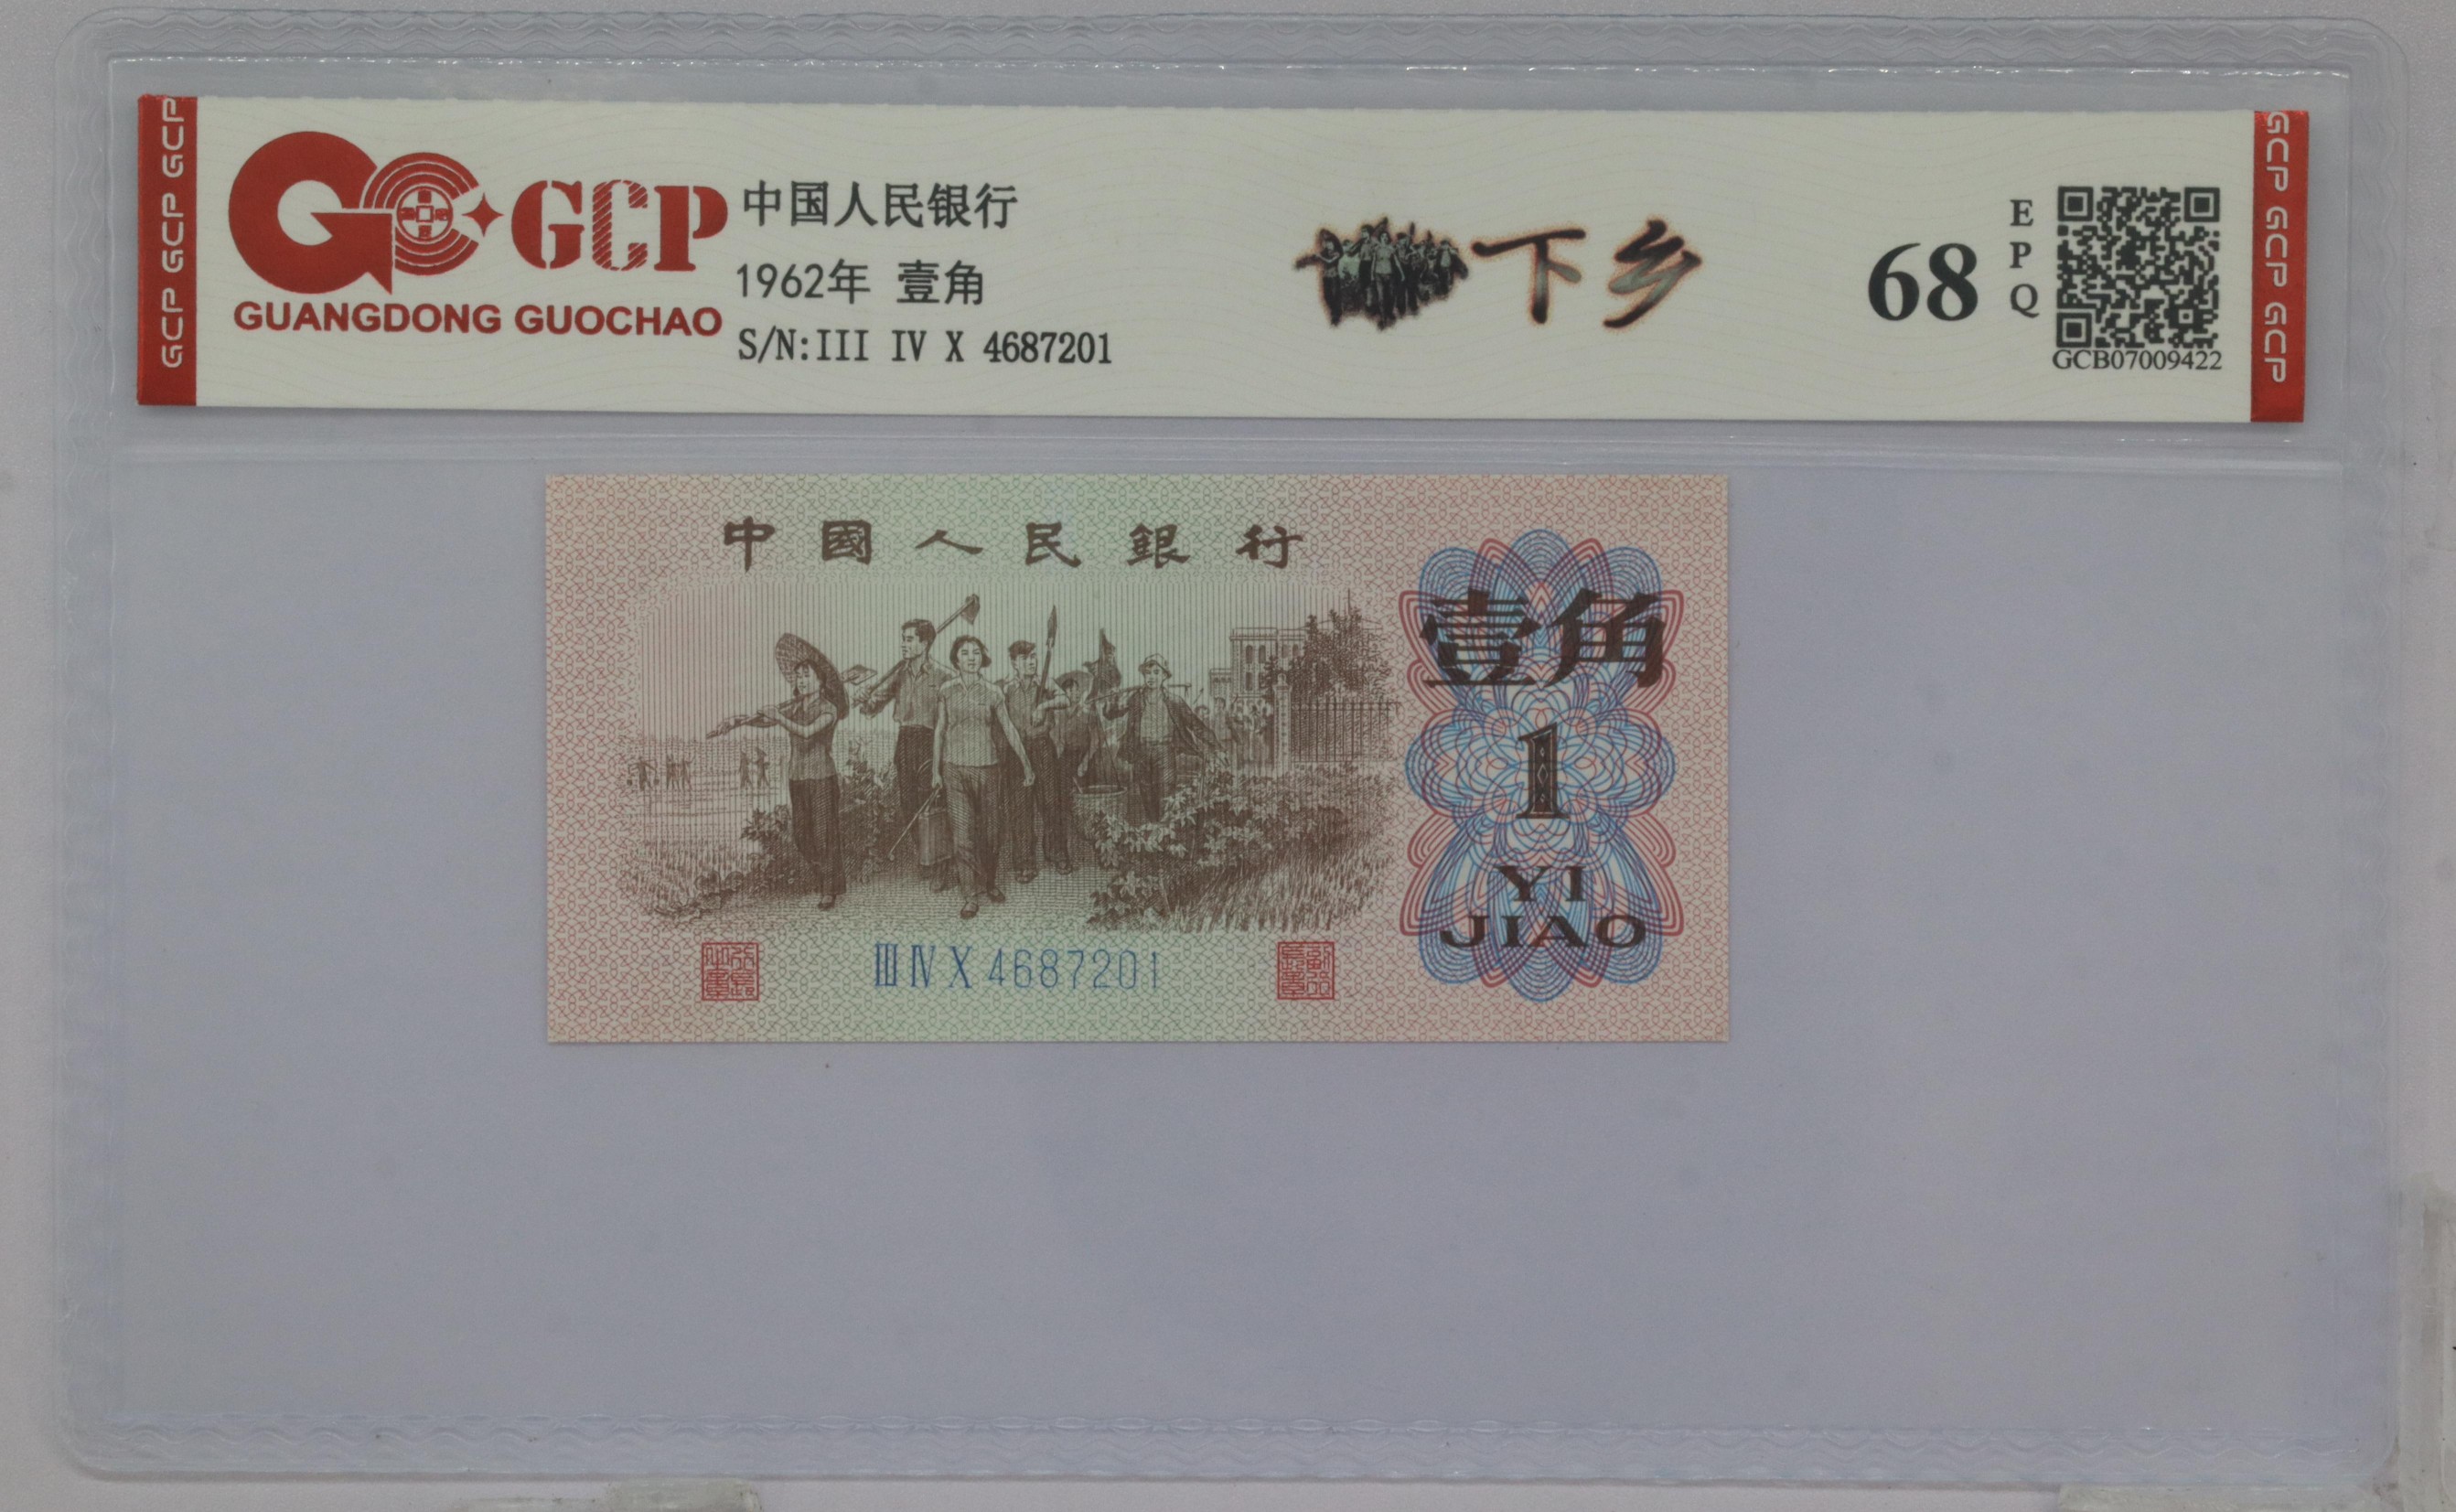 GCP GCP GCP
GCP
GUANGDONG GUOCHAO
中国人民银行
1962年 壹角
S/N:III IV X 4687201
下乡
68
EPQ
GCB07009422
GCP GCP GCP
中國人民銀行
壹角
1
YI
JIAO
III IV X 4687201